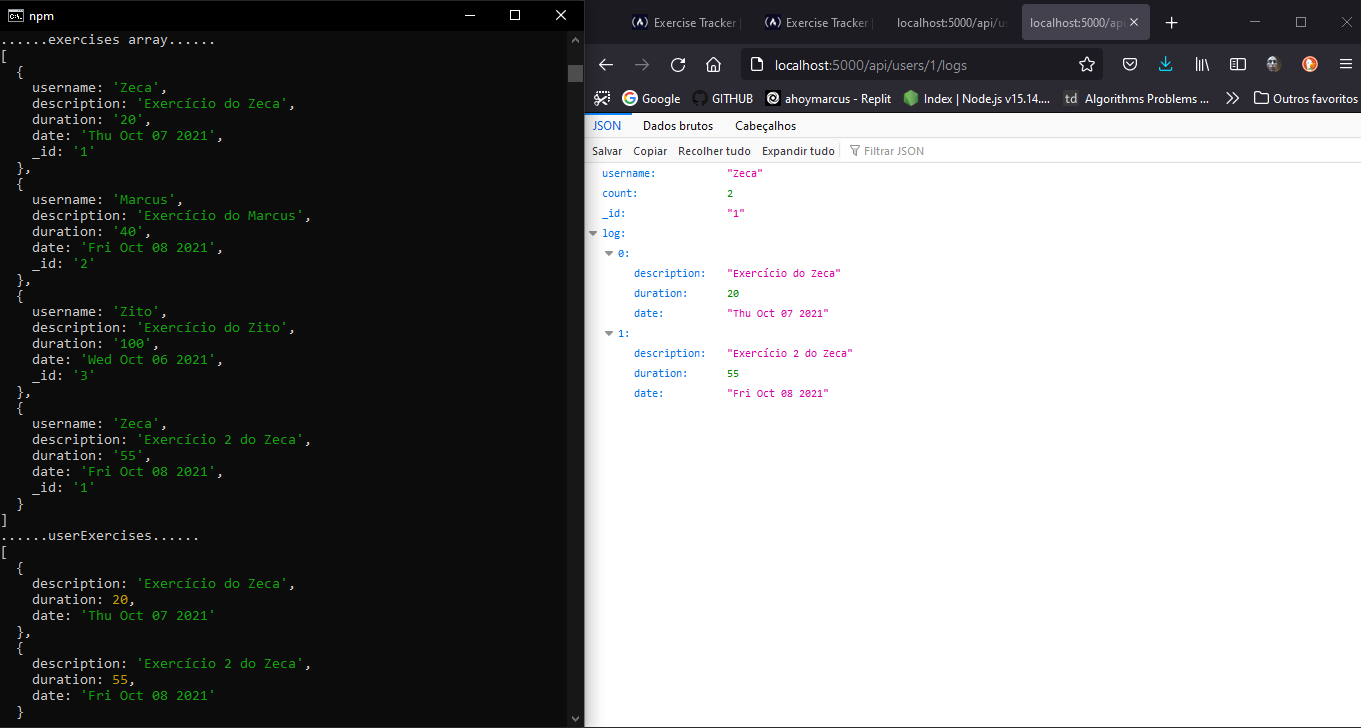 npm
......exercises array......
[
{
username: 'Zeca',
description: 'Exercício do Zeca',
duration: '20',
date: 'Thu Oct 07 2021',
_id: '1'
},
{
username: 'Marcus',
description: 'Exercício do Marcus',
duration: '40',
date: 'Fri Oct 08 2021',
_id: '2'
},
{
username: 'Zito',
description: 'Exercício do Zito',
duration: '100',
date: 'Wed Oct 06 2021',
_id: '3'
},
{
username: 'Zeca',
description: 'Exercício 2 do Zeca',
duration: '55',
date: 'Fri Oct 08 2021',
_id: '1'
}
]
......userExercises......
[
{
description: 'Exercício do Zeca',
duration: 20,
date: 'Thu Oct 07 2021'
},
{
description: 'Exercício 2 do Zeca',
duration: 55,
date: 'Fri Oct 08 2021'
}
Exercise Tracker Exercise Tracker localhost:5000/api/us localhost:5000/api
localhost:5000/api/users/1/logs
Google GITHUB ahoymarcus - Replit Index | Node.js v15.14.... td Algorithms Problems ... Outros favoritos
JSON Dados brutos Cabeçalhos
Salvar Copiar Recolher tudo Expandir tudo Filtrar JSON
username: "Zeca"
count: 2
_id: "1"
log:
0:
description: "Exercício do Zeca"
duration: 20
date: "Thu Oct 07 2021"
1:
description: "Exercício 2 do Zeca"
duration: 55
date: "Fri Oct 08 2021"